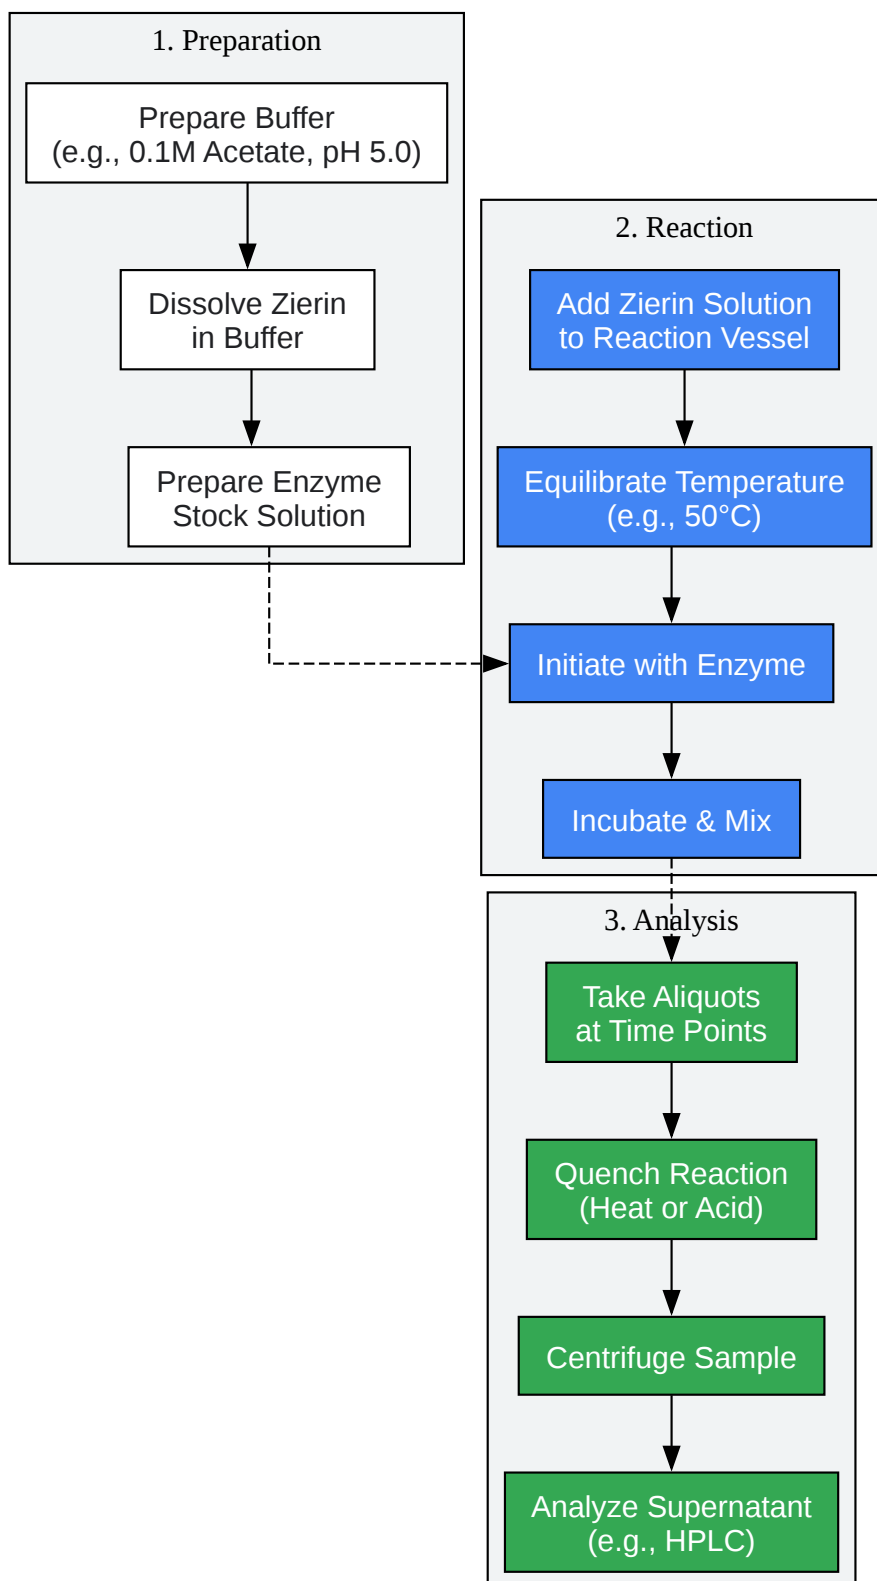 1. Preparation
Prepare Buffer
(e.g., 0.1M Acetate, pH 5.0)
Dissolve Zierin
in Buffer
Prepare Enzyme
Stock Solution
2. Reaction
Add Zierin Solution
to Reaction Vessel
Equilibrate Temperature
(e.g., 50°C)
Initiate with Enzyme
Incubate & Mix
3. Analysis
Take Aliquots
at Time Points
Quench Reaction
(Heat or Acid)
Centrifuge Sample
Analyze Supernatant
(e.g., HPLC)